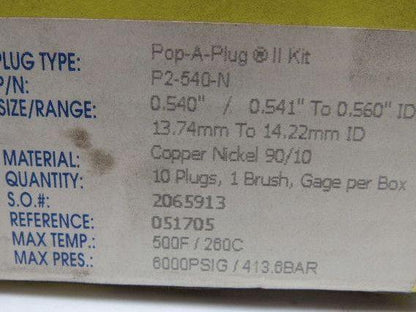 PLUG TYPE: Pop-A-Plug ® II Kit
P/N: P2-540-N
SIZE/RANGE: 0.540" / 0.541" To 0.560" ID
13.74mm To 14.22mm ID
MATERIAL: Copper Nickel 90/10
QUANTITY: 10 Plugs, 1 Brush, Gage per Box
S.O.#: 2065913
REFERENCE: 051705
MAX TEMP.: 500F / 260C
MAX PRES.: 6000PSIG / 413.6BAR